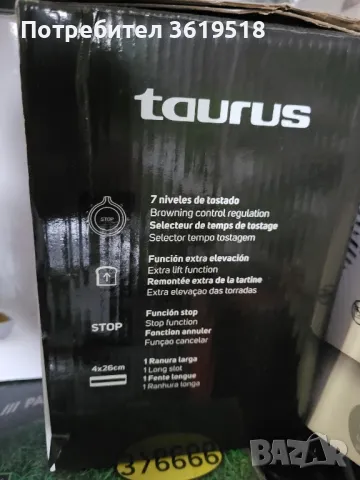 Потребител 3619518
taurus
STOP
7 niveles de tostado
Browning control regulation
Selecteur de temps de tostage
Selector tempo tostagem
Función extra elevación
Extra lift function
Remontée extra de la tartine
Extra elevaçao das torradas
STOP
Función stop
Stop function
Fonction annuler
Funçao cancelar
4x26cm
1 Ranura larga
1 Long slot
1 Fente longue
1 Ranhura longa
/// PA
376666
BAZAR